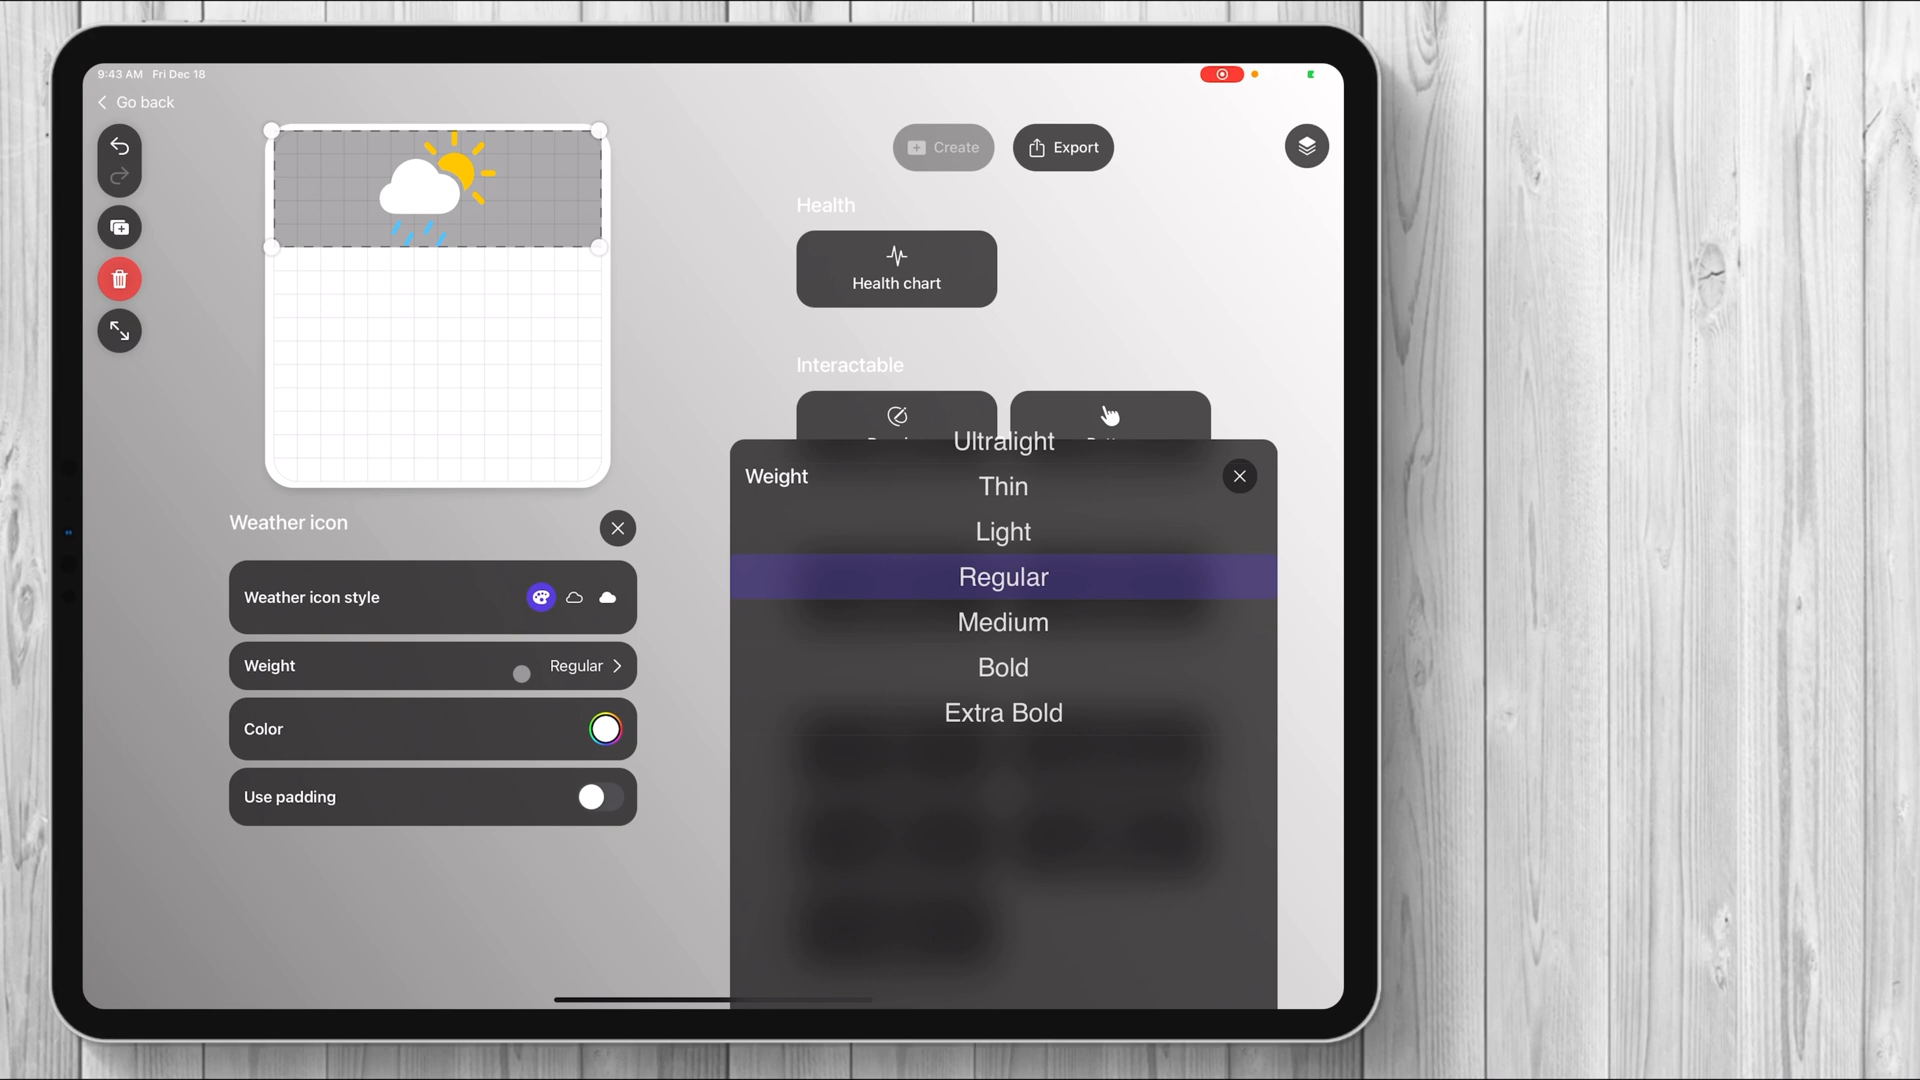 9:43 AM Fri Dec 18
Go back
Create
Export
Health
Health chart
Interactable
Weather icon
Weather icon style
Weight
Regular
Color
Use padding
Weight
Ultralight
Thin
Light
Regular
Medium
Bold
Extra Bold